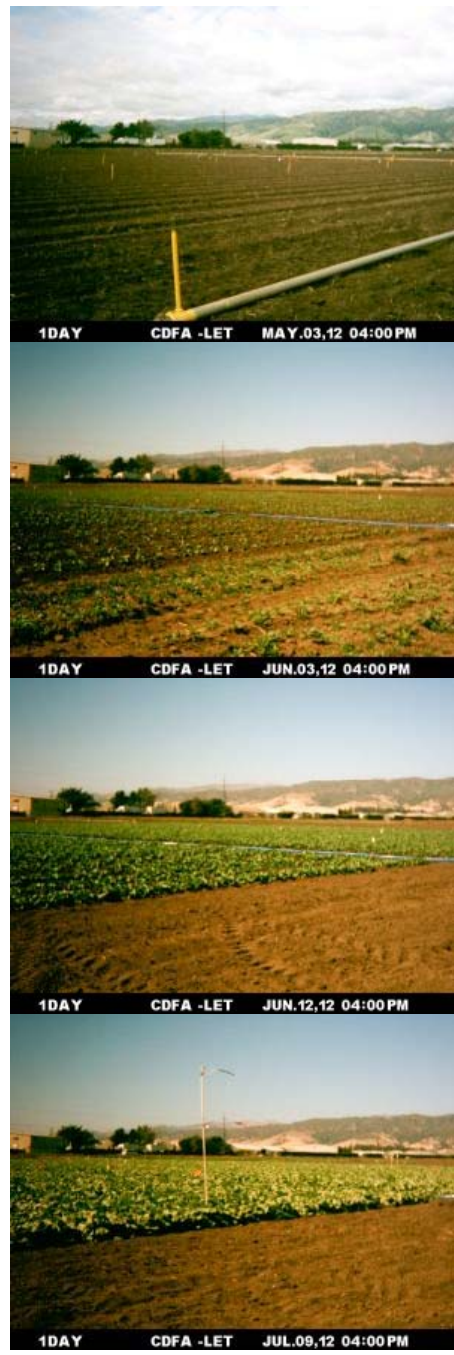 1DAY CDFA -LET MAY.03,12 04:00PM
1DAY CDFA -LET JUN.03,12 04:00PM
1DAY CDFA -LET JUN.12,12 04:00PM
1DAY CDFA -LET JUL.09,12 04:00PM